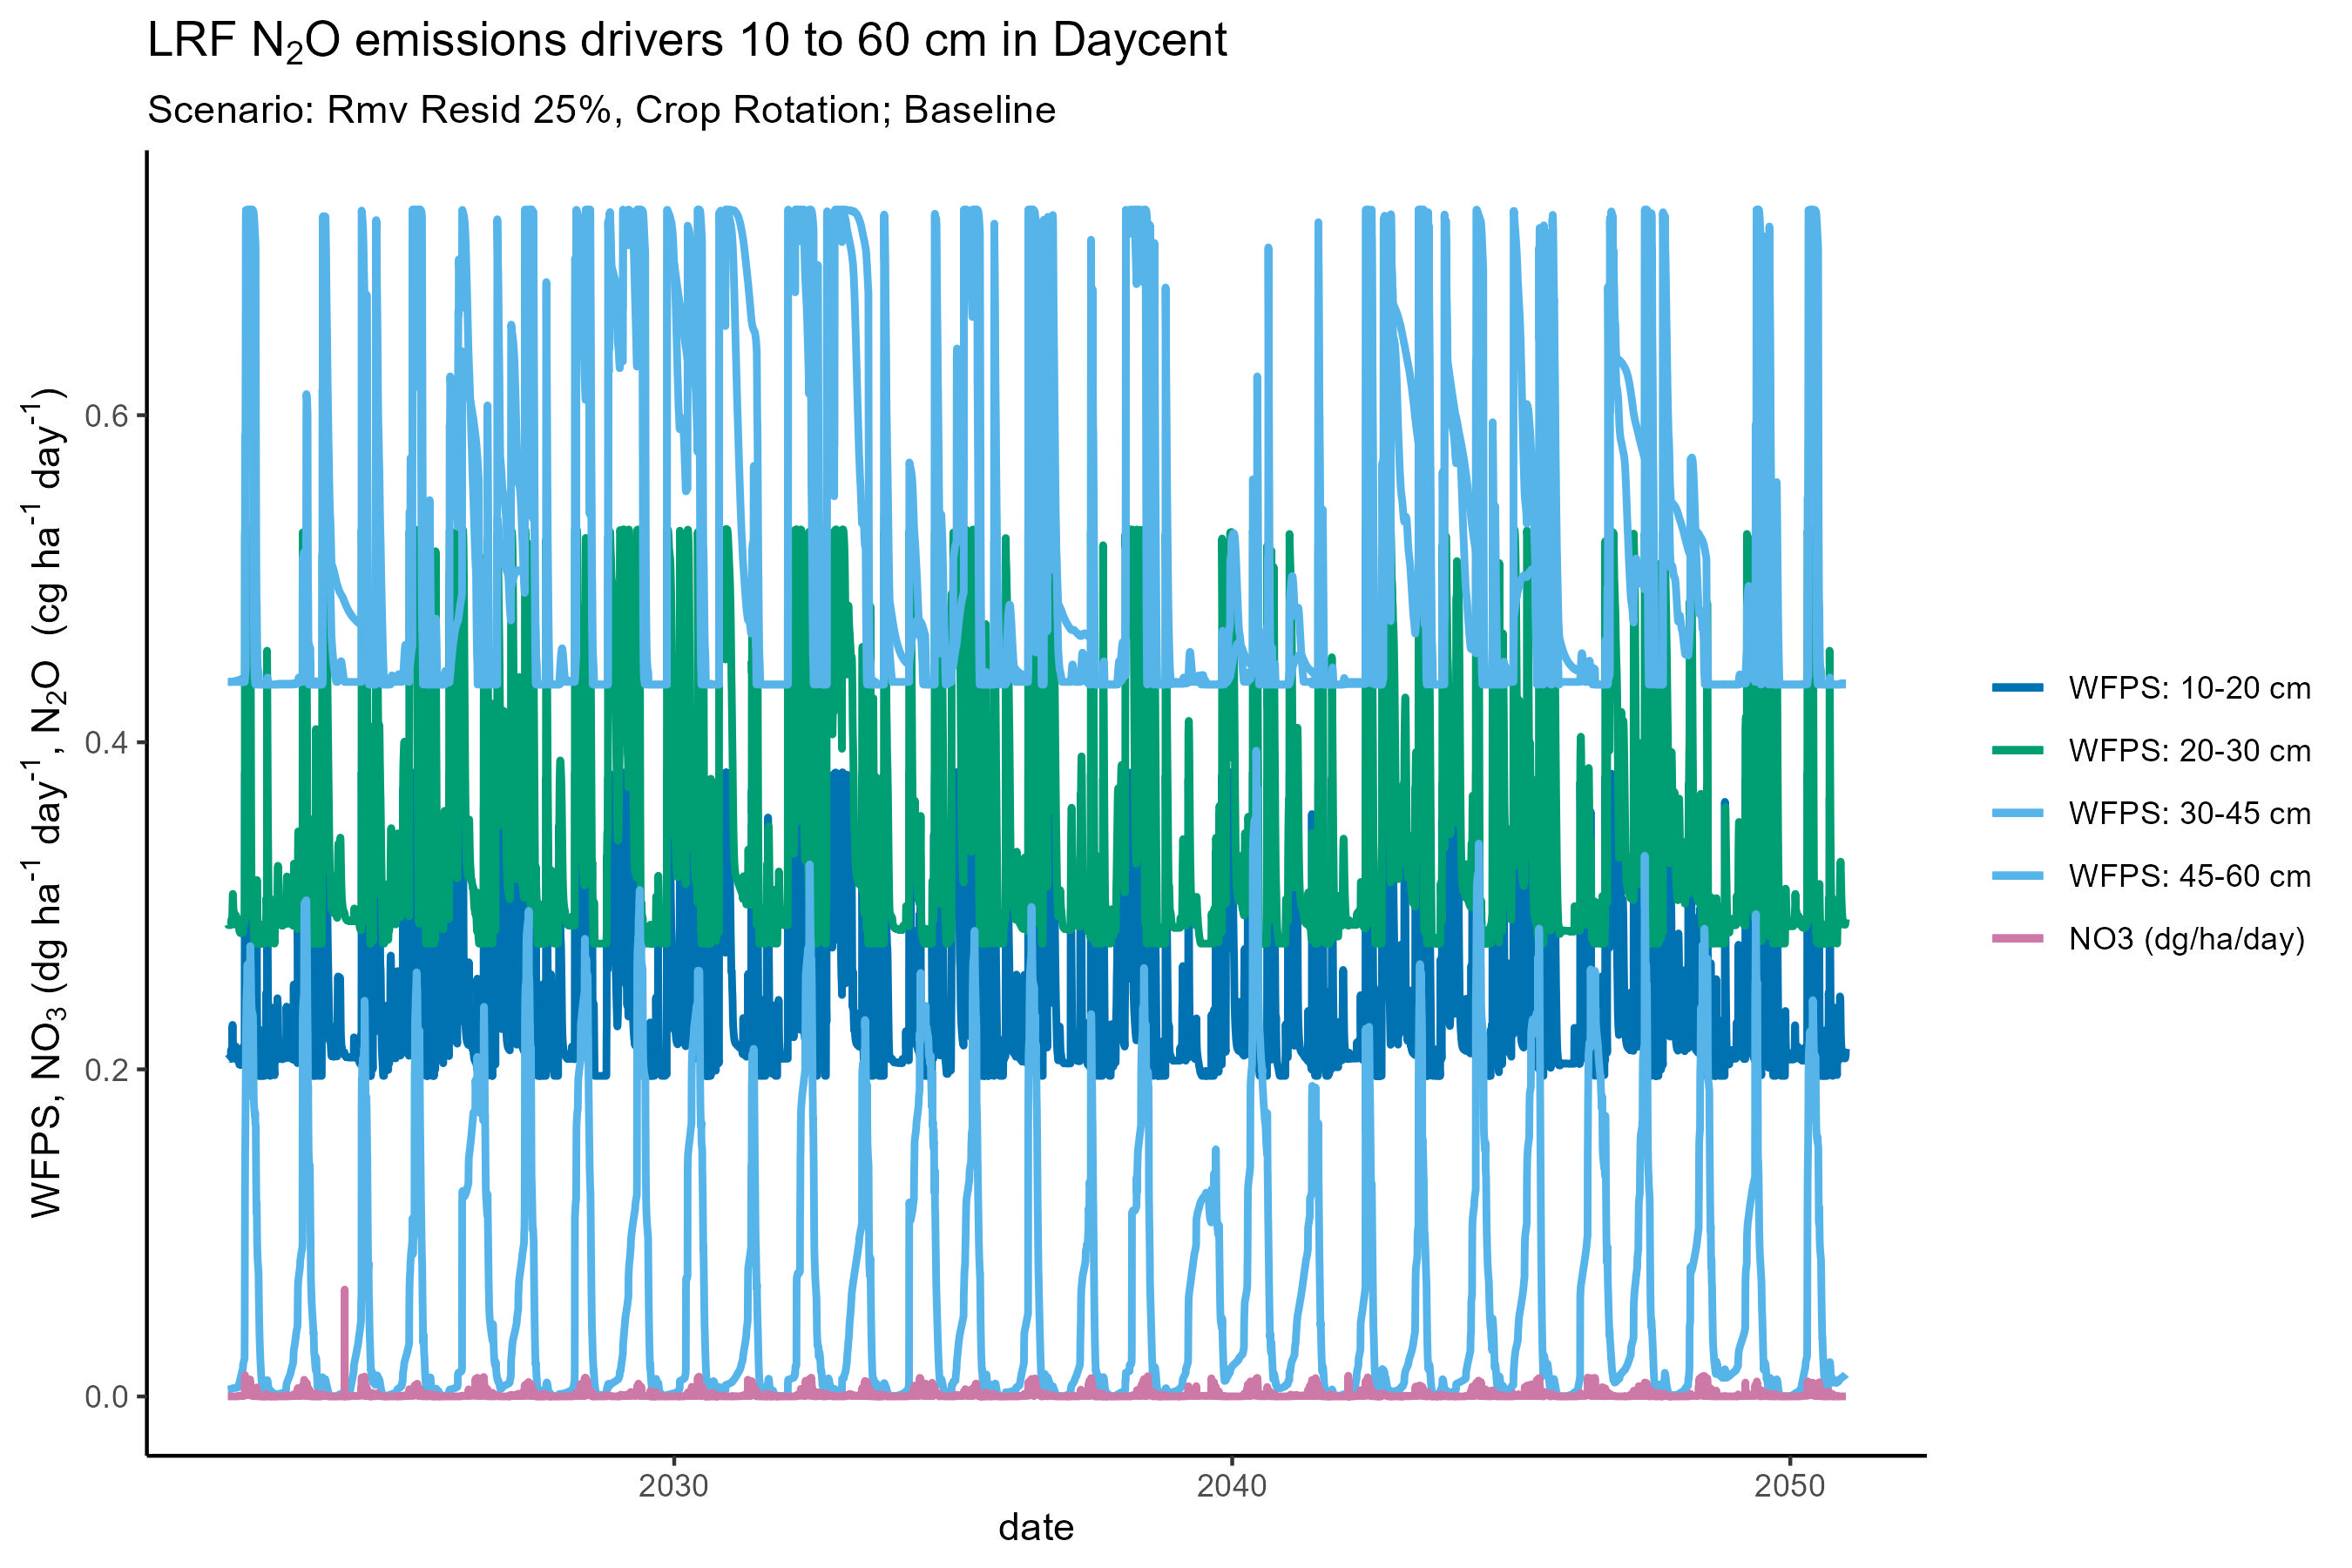 LRF N₂O emissions drivers 10 to 60 cm in Daycent
Scenario: Rmv Resid 25%, Crop Rotation; Baseline
WFPS, NO₃ (dg ha⁻¹ day⁻¹, N₂O  (cg ha⁻¹ day⁻¹)
0.6
0.4
0.2
0.0
2030
2040
2050
date
WFPS: 10-20 cm
WFPS: 20-30 cm
WFPS: 30-45 cm
WFPS: 45-60 cm
NO3 (dg/ha/day)